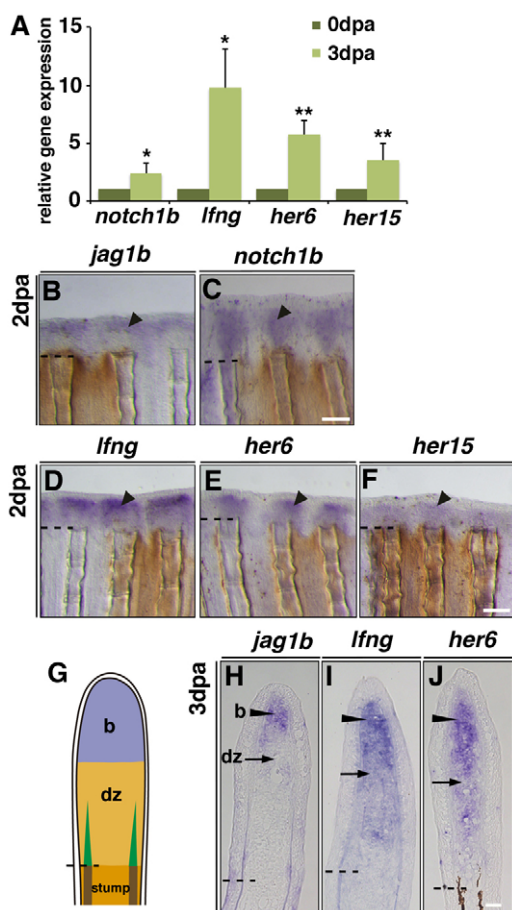 A
relative gene expression
15
10
5
0
0dpa
3dpa
*
*
**
**
notch1b lfng her6 her15
jag1b notch1b
2dpa
B C
lfng her6 her15
2dpa
D E F
G
b
dz
stump
jag1b lfng her6
3dpa
H I J
b
dz